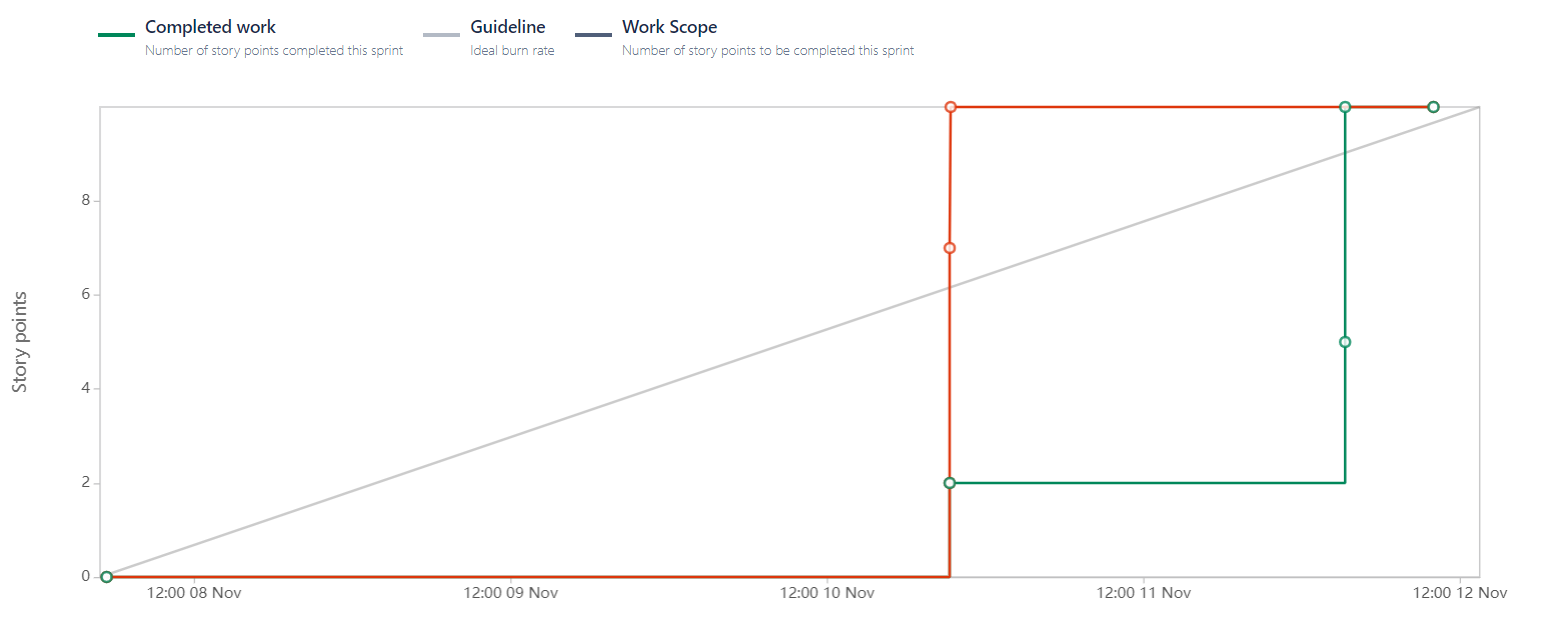 Completed work
Number of story points completed this sprint
Guideline
Ideal burn rate
Work Scope
Number of story points to be completed this sprint
Story points
8
6
4
2
0
12:00 08 Nov
12:00 09 Nov
12:00 10 Nov
12:00 11 Nov
12:00 12 Nov